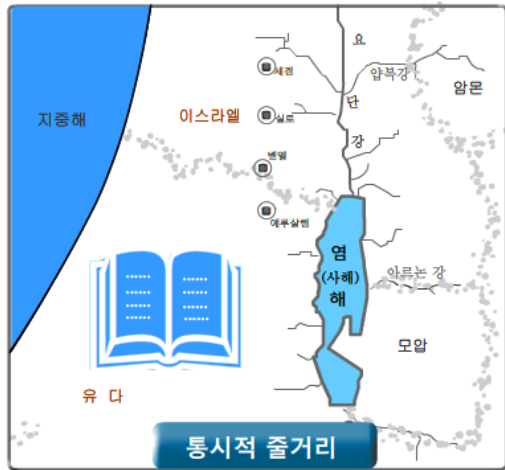 요
세겜
얍복강
암몬
단
지중해
이스라엘
실로
강
벧엘
예루살렘
염
(사해)
해
아르논 강
모압
유 다
통시적 줄거리